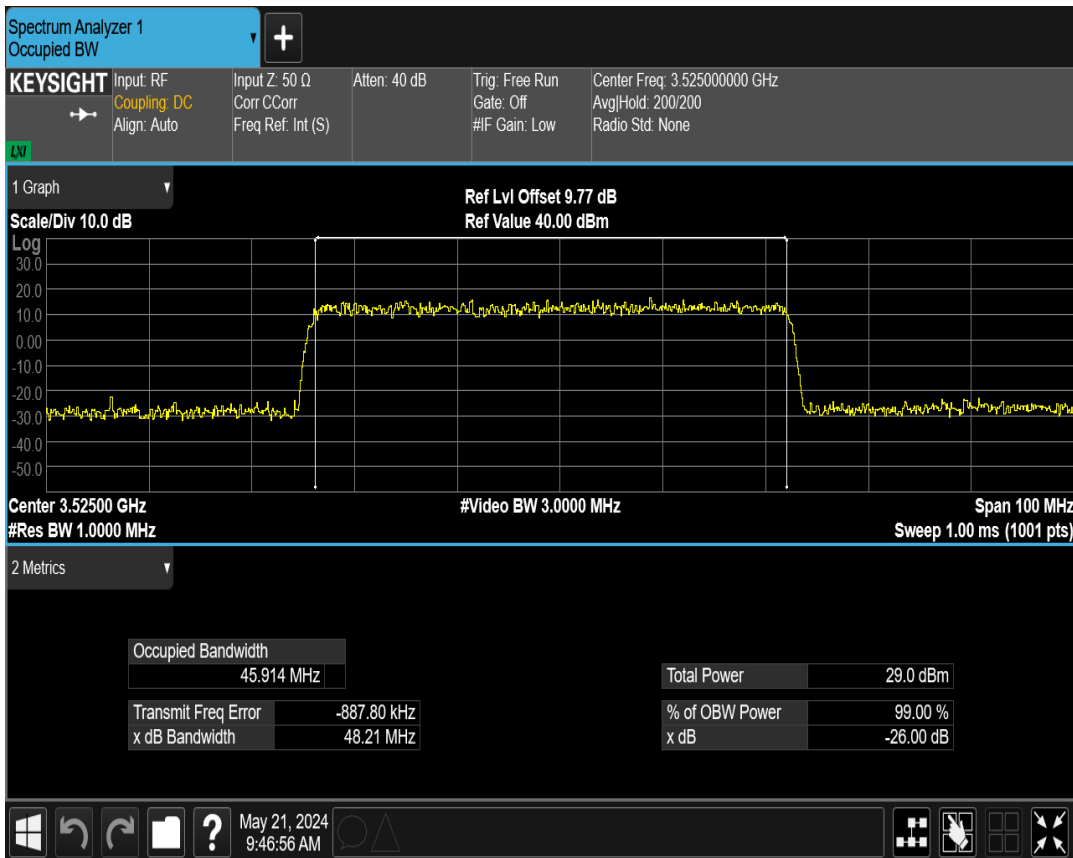 Spectrum Analyzer 1
Occupied BW
+
KEYSIGHT
LXI
Input: RF
Coupling: DC
Align: Auto
Input Z: 50 Ω
Corr CCorr
Freq Ref: Int (S)
Atten: 40 dB
Trig: Free Run
Gate: Off
#IF Gain: Low
Center Freq: 3.525000000 GHz
Avg|Hold: 200/200
Radio Std: None
1 Graph
Scale/Div 10.0 dB
Ref Lvl Offset 9.77 dB
Ref Value 40.00 dBm
Log
30.0
20.0
10.0
0.00
-10.0
-20.0
-30.0
-40.0
-50.0
Center 3.52500 GHz
#Video BW 3.0000 MHz
Span 100 MHz
#Res BW 1.0000 MHz
Sweep 1.00 ms (1001 pts)
2 Metrics
Occupied Bandwidth
45.914 MHz
Transmit Freq Error -887.80 kHz
x dB Bandwidth 48.21 MHz
Total Power 29.0 dBm
% of OBW Power 99.00 %
x dB -26.00 dB
?
May 21, 2024
9:46:56 AM